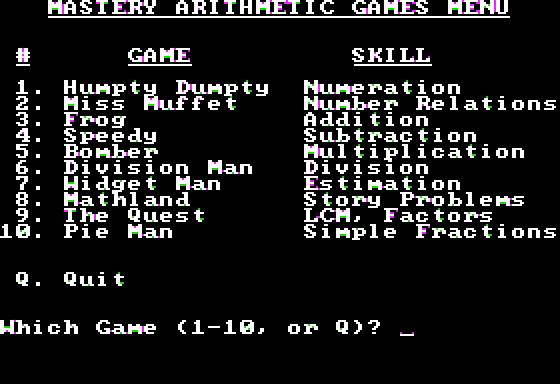 MASTERY ARITHMETIC GAMES MENU
# GAME SKILL
1. Humpty Dumpty Numeration
2. Miss Muffet Number Relations
3. Frog Addition
4. Speedy Subtraction
5. Bomber Multiplication
6. Division Man Division
7. Widget Man Estimation
8. Mathland Story Problems
9. The Quest LCM, Factors
10. Pie Man Simple Fractions
Q. Quit
Which Game (1-10, or Q)? _